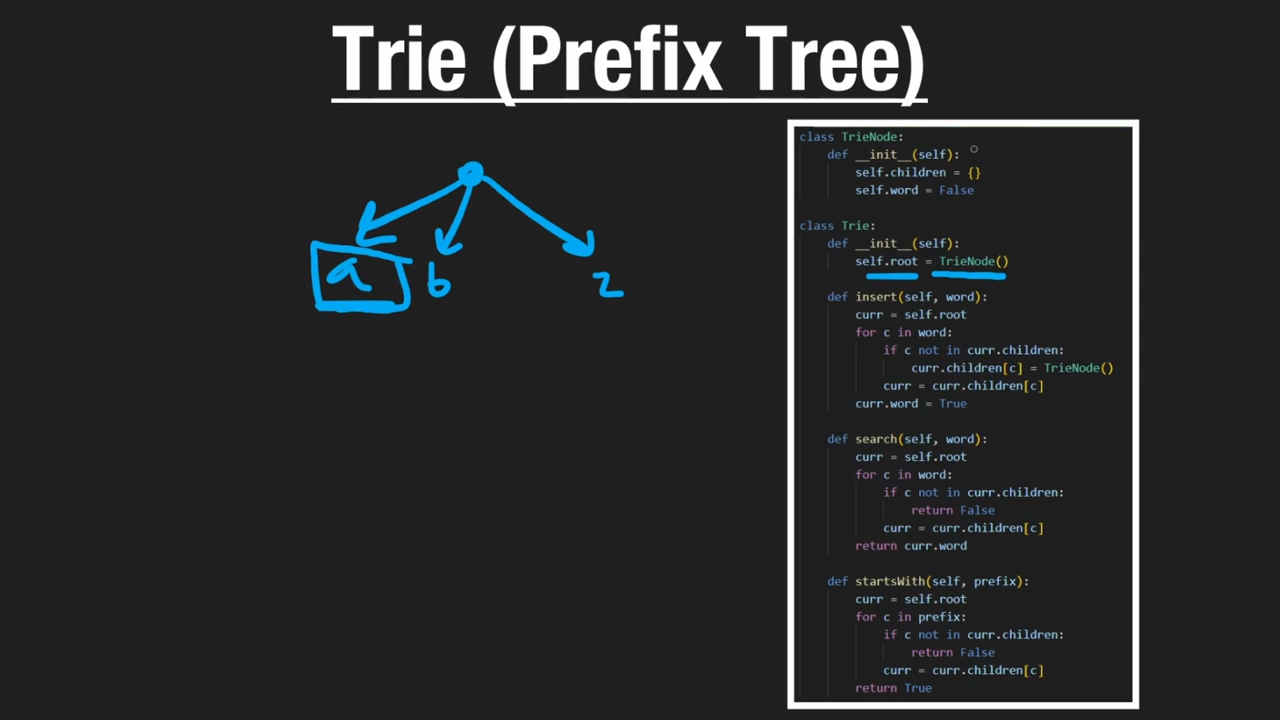 Trie (Prefix Tree)
a b z
class TrieNode:
    def __init__(self):
        self.children = {}
        self.word = False
class Trie:
    def __init__(self):
        self.root = TrieNode()
    def insert(self, word):
        curr = self.root
        for c in word:
            if c not in curr.children:
                curr.children[c] = TrieNode()
            curr = curr.children[c]
        curr.word = True
    def search(self, word):
        curr = self.root
        for c in word:
            if c not in curr.children:
                return False
            curr = curr.children[c]
        return curr.word
    def startsWith(self, prefix):
        curr = self.root
        for c in prefix:
            if c not in curr.children:
                return False
            curr = curr.children[c]
        return True